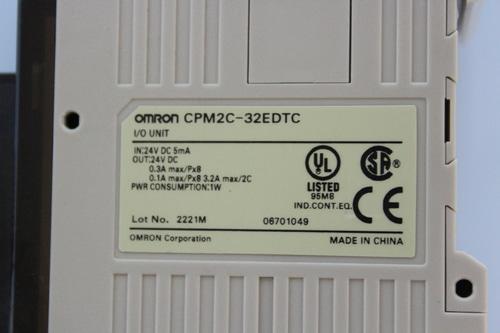 OMRON CPM2C-32EDTC
I/O UNIT
IN:24V DC 5mA
OUT:24V DC
0.3A max/Px8
0.1A max/Px8 3.2A max/2C
PWR CONSUMPTION:1W
UL
LISTED
95M8
IND.CONT.EQ.
SA
CE
Lot No. 2221M
06701049
OMRON Corporation
MADE IN CHINA